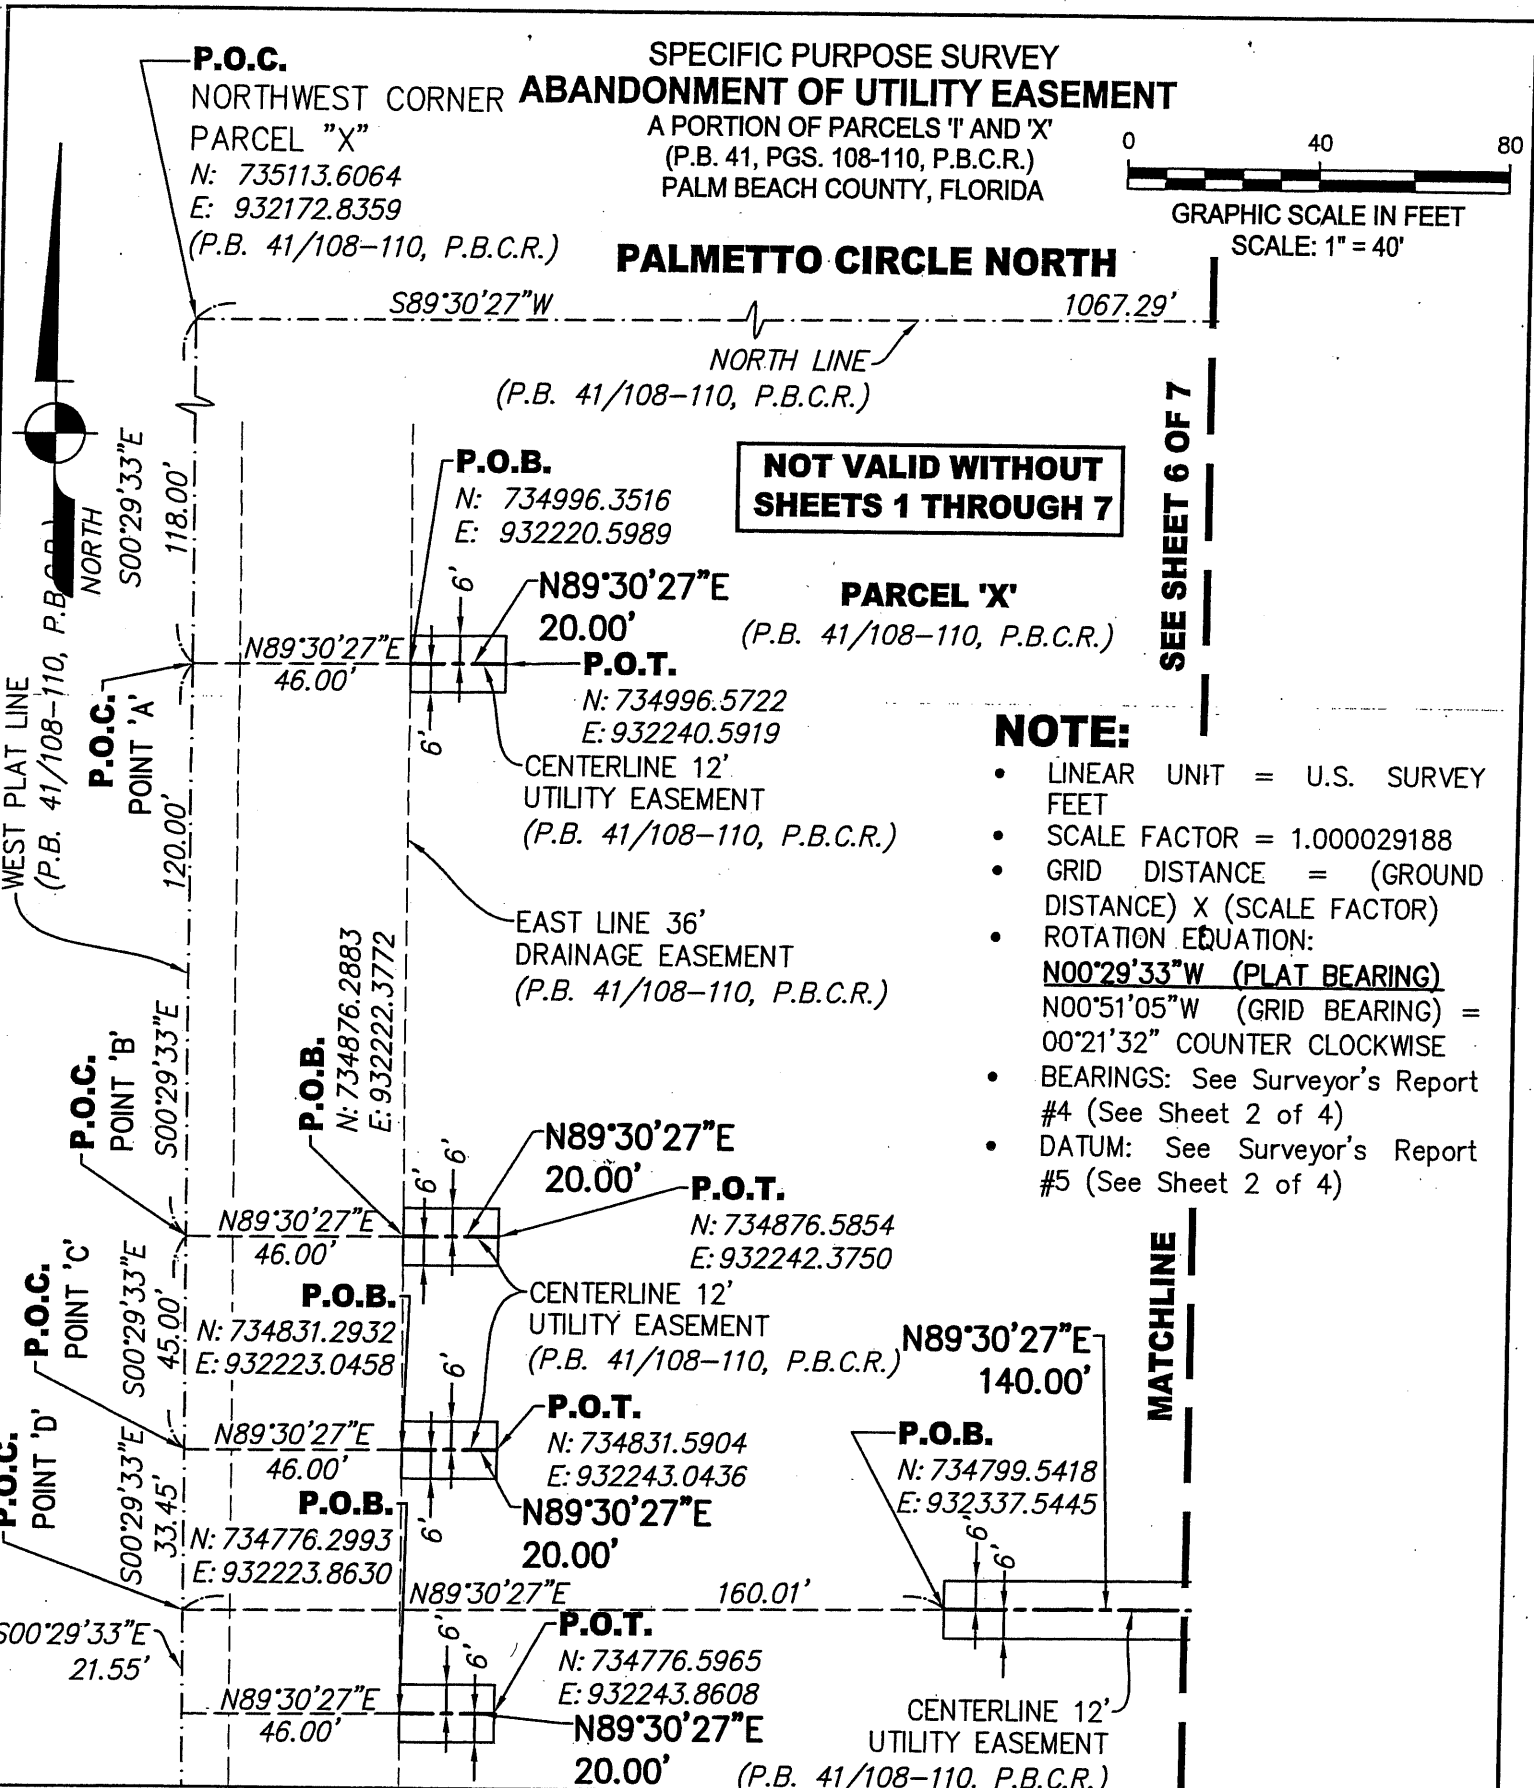 SPECIFIC PURPOSE SURVEY
ABANDONMENT OF UTILITY EASEMENT
A PORTION OF PARCELS 'I' AND 'X'
(P.B. 41, PGS. 108-110, P.B.C.R.)
PALM BEACH COUNTY, FLORIDA
0 40 80
GRAPHIC SCALE IN FEET
SCALE: 1" = 40'
P.O.C.
NORTHWEST CORNER
PARCEL "X"
N: 735113.6064
E: 932172.8359
(P.B. 41/108-110, P.B.C.R.)
PALMETTO CIRCLE NORTH
S89°30'27"W 1067.29'
NORTH LINE
(P.B. 41/108-110, P.B.C.R.)
SEE SHEET 6 OF 7
NOT VALID WITHOUT
SHEETS 1 THROUGH 7
NORTH
S00°29'33"E
118.00'
P.O.B.
N: 734996.3516
E: 932220.5989
N89°30'27"E
20.00'
6'
PARCEL 'X'
(P.B. 41/108-110, P.B.C.R.)
N89°30'27"E
46.00'
P.O.T.
N: 734996.5722
E: 932240.5919
6'
CENTERLINE 12'
UTILITY EASEMENT
(P.B. 41/108-110, P.B.C.R.)
WEST PLAT LINE
(P.B. 41/108-110, P.B.C.R.)
P.O.C.
POINT 'A'
120.00'
S00°29'33"E
EAST LINE 36'
DRAINAGE EASEMENT
(P.B. 41/108-110, P.B.C.R.)
NOTE:
• LINEAR UNIT = U.S. SURVEY
FEET
• SCALE FACTOR = 1.000029188
• GRID DISTANCE = (GROUND
DISTANCE) X (SCALE FACTOR)
• ROTATION EQUATION:
N00°29'33"W (PLAT BEARING)
N00°51'05"W (GRID BEARING) =
00°21'32" COUNTER CLOCKWISE
• BEARINGS: See Surveyor's Report
#4 (See Sheet 2 of 4)
• DATUM: See Surveyor's Report
#5 (See Sheet 2 of 4)
MATCHLINE
P.O.C.
POINT 'B'
P.O.B.
N: 734876.2883
E: 932222.3772
6'
6'
N89°30'27"E
20.00'
P.O.T.
N: 734876.5854
E: 932242.3750
N89°30'27"E
46.00'
CENTERLINE 12'
UTILITY EASEMENT
(P.B. 41/108-110, P.B.C.R.)
P.O.C.
POINT 'C'
S00°29'33"E
45.00'
P.O.B.
N: 734831.2932
E: 932223.0458
6'
P.O.T.
N: 734831.5904
E: 932243.0436
N89°30'27"E
46.00'
6'
N89°30'27"E
20.00'
N89°30'27"E
140.00'
P.O.B.
N: 734799.5418
E: 932337.5445
6'
6'
P.O.C.
POINT 'D'
S00°29'33"E
33.45'
P.O.B.
N: 734776.2993
E: 932223.8630
N89°30'27"E 160.01'
S00°29'33"E
21.55'
6'
6'
P.O.T.
N: 734776.5965
E: 932243.8608
N89°30'27"E
46.00'
N89°30'27"E
20.00'
CENTERLINE 12'
UTILITY EASEMENT
(P.B. 41/108-110, P.B.C.R.)